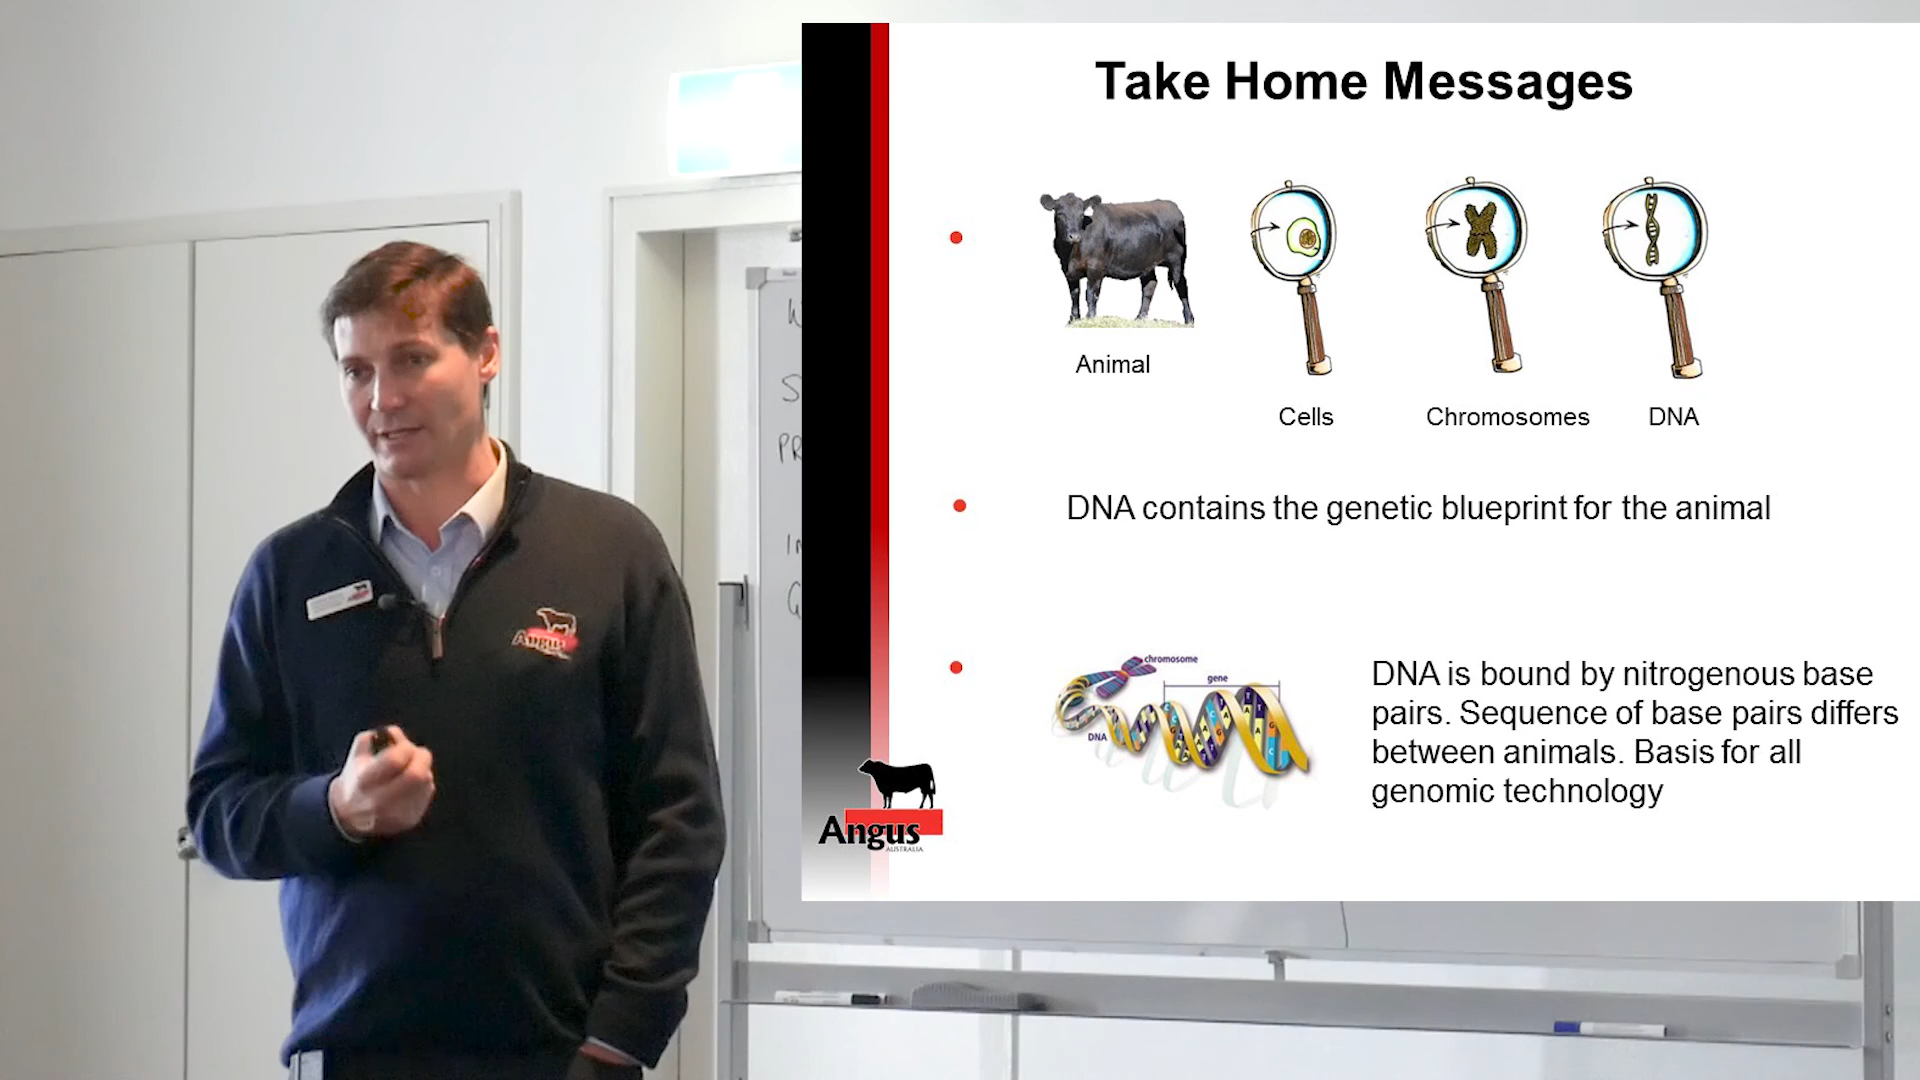 Take Home Messages
Animal
Cells
Chromosomes
DNA
DNA contains the genetic blueprint for the animal
chromosome
gene
DNA
DNA is bound by nitrogenous base
pairs. Sequence of base pairs differs
between animals. Basis for all
genomic technology
Angus
AUSTRALIA
Angus
W
S
PR